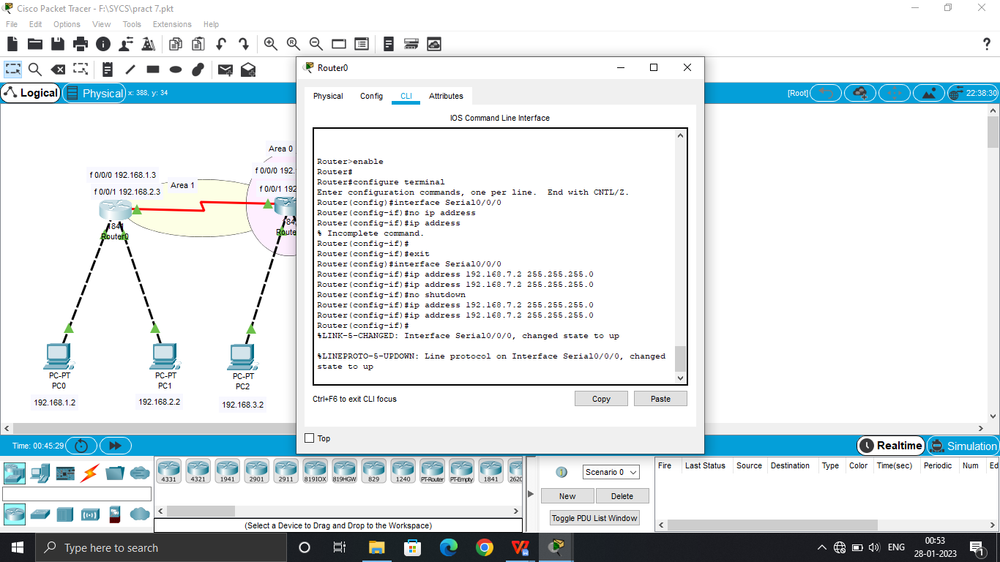 Cisco Packet Tracer - F:\SYCS\pract 7.pkt
File Edit Options View Tools Extensions Help
Router0
Logical Physical x: 388, y: 34
[Root] 22:38:30
Physical Config CLI Attributes
IOS Command Line Interface
Router>enable
Router#
Router#configure terminal
Enter configuration commands, one per line. End with CNTL/Z.
Router(config)#interface Serial0/0/0
Router(config-if)#no ip address
Router(config-if)#ip address
% Incomplete command.
Router(config-if)#
Router(config-if)#exit
Router(config)#interface Serial0/0/0
Router(config-if)#ip address 192.168.7.2 255.255.255.0
Router(config-if)#ip address 192.168.7.2 255.255.255.0
Router(config-if)#no shutdown
Router(config-if)#ip address 192.168.7.2 255.255.255.0
Router(config-if)#ip address 192.168.7.2 255.255.255.0
Router(config-if)#
%LINK-5-CHANGED: Interface Serial0/0/0, changed state to up
%LINEPROTO-5-UPDOWN: Line protocol on Interface Serial0/0/0, changed
state to up
Ctrl+F6 to exit CLI focus
Copy Paste
Top
Area 0
f 0/0/0 192.168.1.3
f 0/0/0 192.
Area 1
f 0/0/1 192.168.2.3
f 0/0/1 192
1841
Router0
184
Route
PC-PT
PC0
192.168.1.2
PC-PT
PC1
192.168.2.2
PC-PT
PC2
192.168.3.2
Time: 00:45:29
Realtime Simulation
4331 4321 1941 2901 2911 819IOX 819HGW 829 1240 PT-Router PT-Empty 1841 2620
(Select a Device to Drag and Drop to the Workspace)
Scenario 0
New Delete
Toggle PDU List Window
Fire Last Status Source Destination Type Color Time(sec) Periodic Num Ed
Type here to search
ENG
00:53
28-01-2023
1